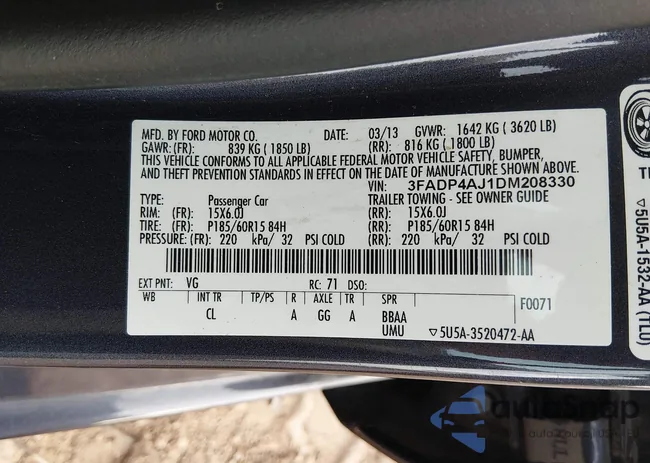 MFD. BY FORD MOTOR CO. DATE: 03/13 GVWR: 1642 KG ( 3620 LB)
GAWR: (FR): 839 KG ( 1850 LB) (RR): 816 KG ( 1800 LB)
THIS VEHICLE CONFORMS TO ALL APPLICABLE FEDERAL MOTOR VEHICLE SAFETY, BUMPER,
AND THEFT PREVENTION STANDARDS IN EFFECT ON THE DATE OF MANUFACTURE SHOWN ABOVE.
VIN: 3FADP4AJ1DM208330
TYPE: Passenger Car TRAILER TOWING - SEE OWNER GUIDE
RIM: 15X6.0J (RR): 15X6.0J
TIRE: P185/60R15 84H (RR): P185/60R15 84H
PRESSURE: (FR): 220 kPa/ 32 PSI COLD (RR): 220 kPa/ 32 PSI COLD
EXT PNT: VG RC: 71 DSO:
WB INT TR TP/PS R AXLE TR SPR F0071
CL A GG A BBAA
UMU ▽5U5A-3520472-AA
▽5U5A-1532-AA (TLU)
autoSnap